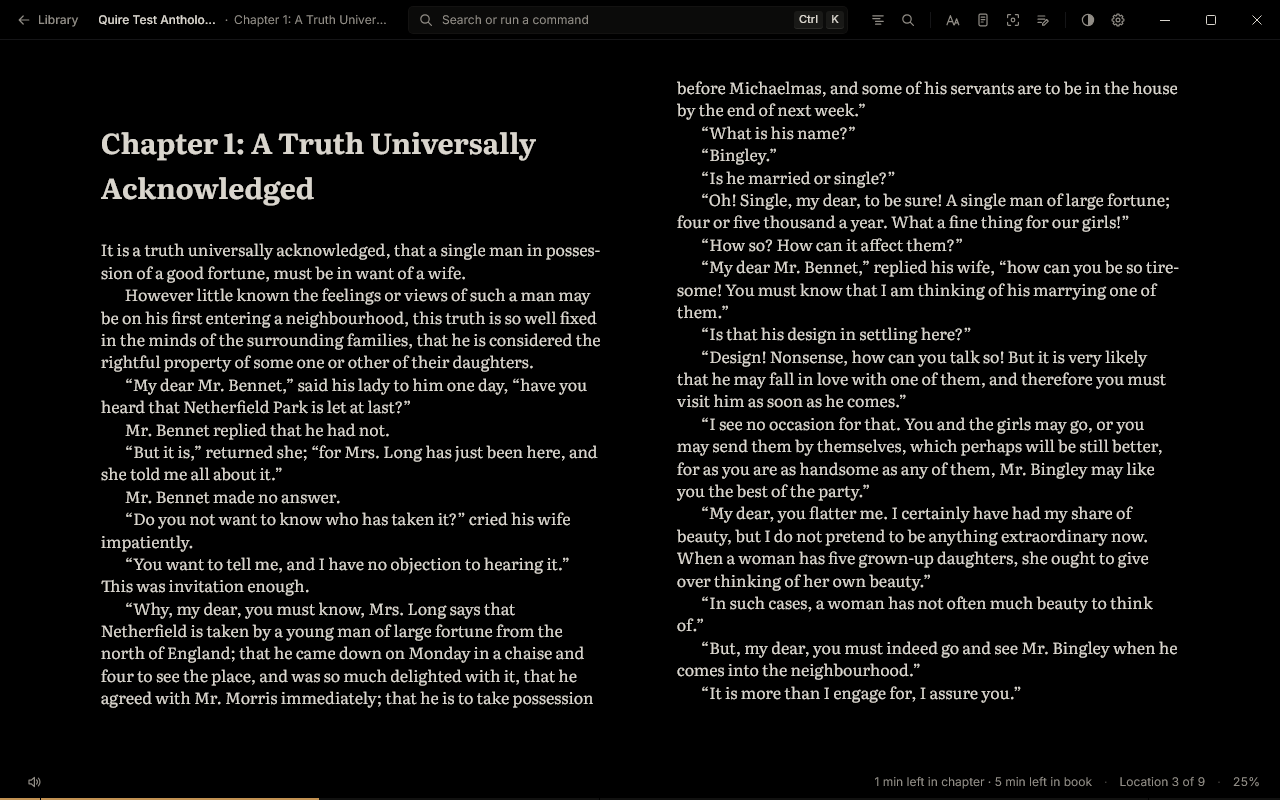 Library
Quire Test Antholo... · Chapter 1: A Truth Univer...
Search or run a command
Ctrl K
Chapter 1: A Truth Universally
Acknowledged
It is a truth universally acknowledged, that a single man in posses-
sion of a good fortune, must be in want of a wife.
However little known the feelings or views of such a man may
be on his first entering a neighbourhood, this truth is so well fixed
in the minds of the surrounding families, that he is considered the
rightful property of some one or other of their daughters.
“My dear Mr. Bennet,” said his lady to him one day, “have you
heard that Netherfield Park is let at last?”
Mr. Bennet replied that he had not.
“But it is,” returned she; “for Mrs. Long has just been here, and
she told me all about it.”
Mr. Bennet made no answer.
“Do you not want to know who has taken it?” cried his wife
impatiently.
“You want to tell me, and I have no objection to hearing it.”
This was invitation enough.
“Why, my dear, you must know, Mrs. Long says that
Netherfield is taken by a young man of large fortune from the
north of England; that he came down on Monday in a chaise and
four to see the place, and was so much delighted with it, that he
agreed with Mr. Morris immediately; that he is to take possession
before Michaelmas, and some of his servants are to be in the house
by the end of next week.”
“What is his name?”
“Bingley.”
“Is he married or single?”
“Oh! Single, my dear, to be sure! A single man of large fortune;
four or five thousand a year. What a fine thing for our girls!”
“How so? How can it affect them?”
“My dear Mr. Bennet,” replied his wife, “how can you be so tire-
some! You must know that I am thinking of his marrying one of
them.”
“Is that his design in settling here?”
“Design! Nonsense, how can you talk so! But it is very likely
that he may fall in love with one of them, and therefore you must
visit him as soon as he comes.”
“I see no occasion for that. You and the girls may go, or you
may send them by themselves, which perhaps will be still better,
for as you are as handsome as any of them, Mr. Bingley may like
you the best of the party.”
“My dear, you flatter me. I certainly have had my share of
beauty, but I do not pretend to be anything extraordinary now.
When a woman has five grown-up daughters, she ought to give
over thinking of her own beauty.”
“In such cases, a woman has not often much beauty to think
of.”
“But, my dear, you must indeed go and see Mr. Bingley when he
comes into the neighbourhood.”
“It is more than I engage for, I assure you.”
1 min left in chapter · 5 min left in book · Location 3 of 9 · 25%